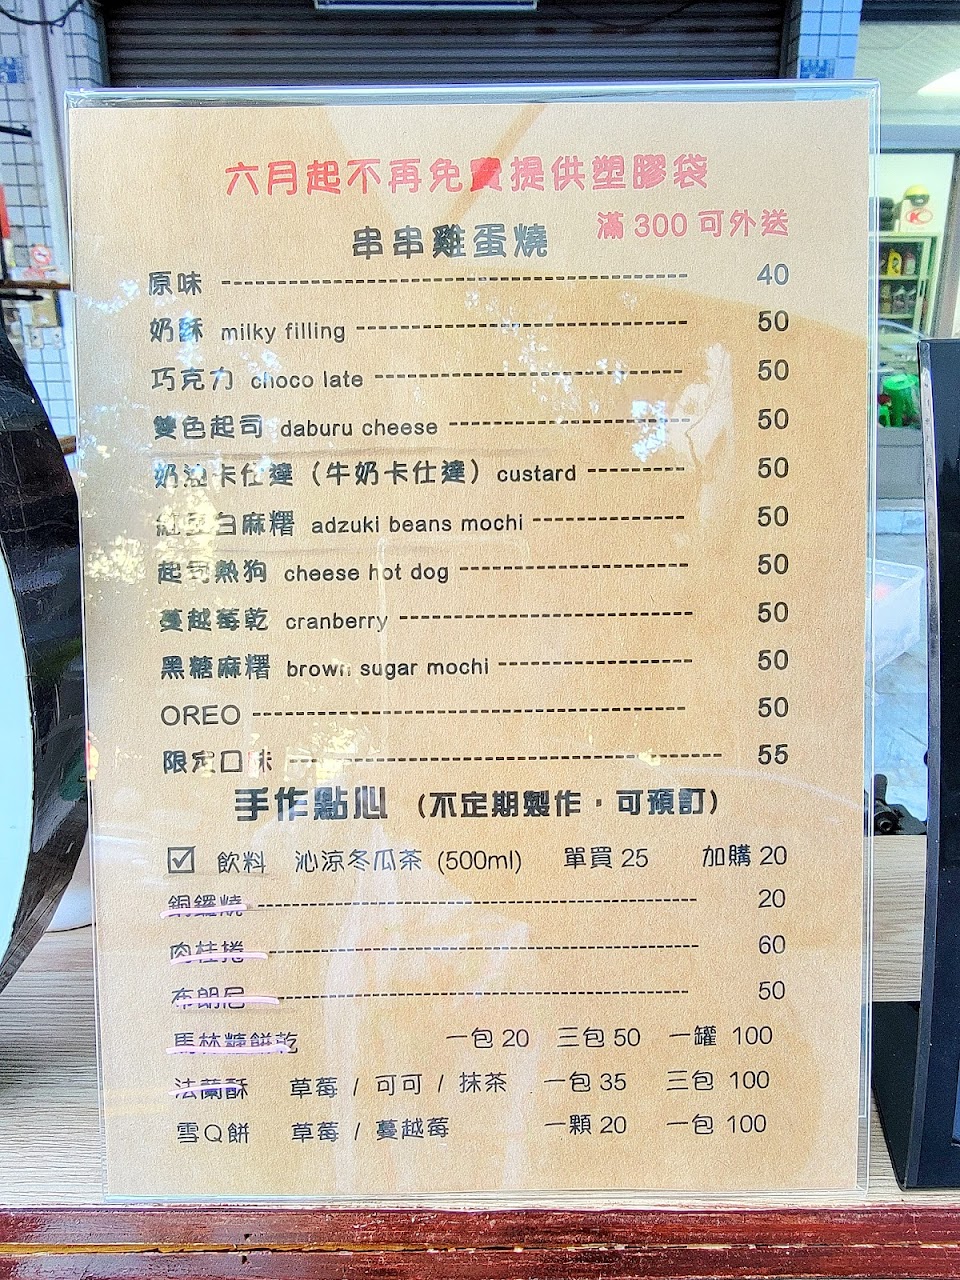 六月起不再免費提供塑膠袋
滿 300 可外送
串串雞蛋燒
原味 40
奶酥 milky filling 50
巧克力 choco late 50
雙色起司 daburu cheese 50
奶油卡仕達（牛奶卡仕達）custard 50
紅豆白麻糬 adzuki beans mochi 50
起司熱狗 cheese hot dog 50
蔓越莓乾 cranberry 50
黑糖麻糬 brown sugar mochi 50
OREO 50
限定口味 55
手作點心（不定期製作，可預訂）
☑ 飲料 沁涼冬瓜茶 (500ml) 單買 25 加購 20
銅鑼燒 20
肉桂捲 60
布朗尼 50
馬林糖餅乾 一包 20 三包 50 一罐 100
法蘭酥 草莓 / 可可 / 抹茶 一包 35 三包 100
雪Q餅 草莓 / 蔓越莓 一顆 20 一包 100